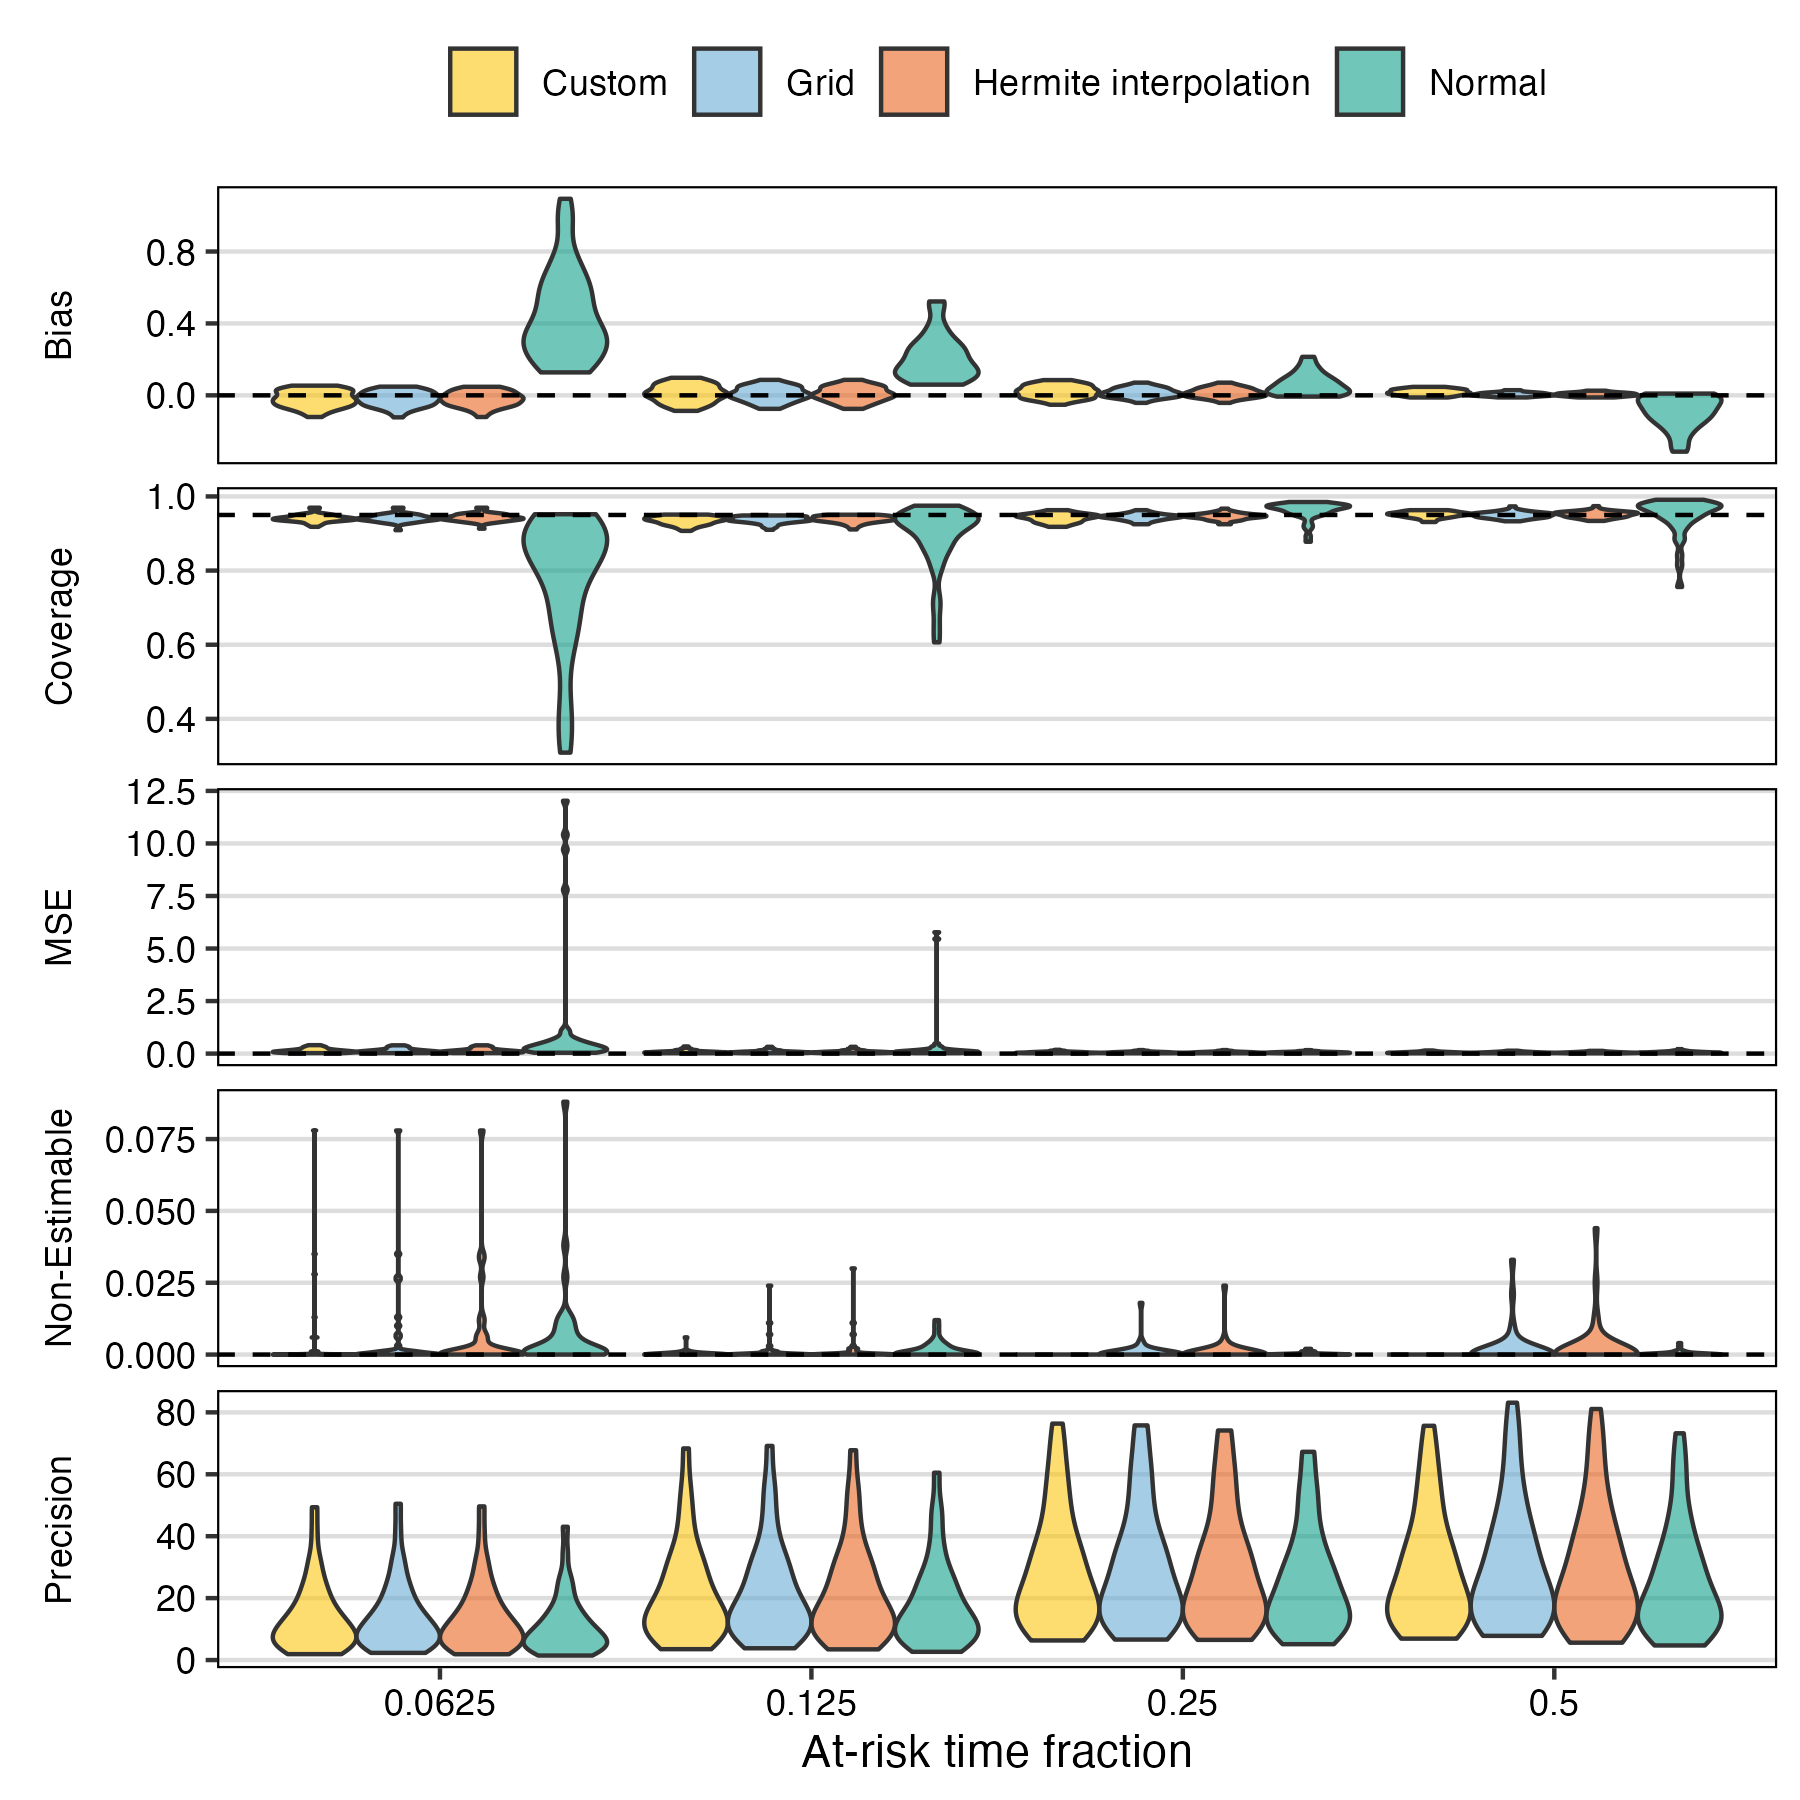 Custom Grid Hermite interpolation Normal
Bias
0.8
0.4
0.0
Coverage
1.0
0.8
0.6
0.4
MSE
12.5
10.0
7.5
5.0
2.5
0.0
Non-Estimable
0.075
0.050
0.025
0.000
Precision
80
60
40
20
0
0.0625 0.125 0.25 0.5
At-risk time fraction